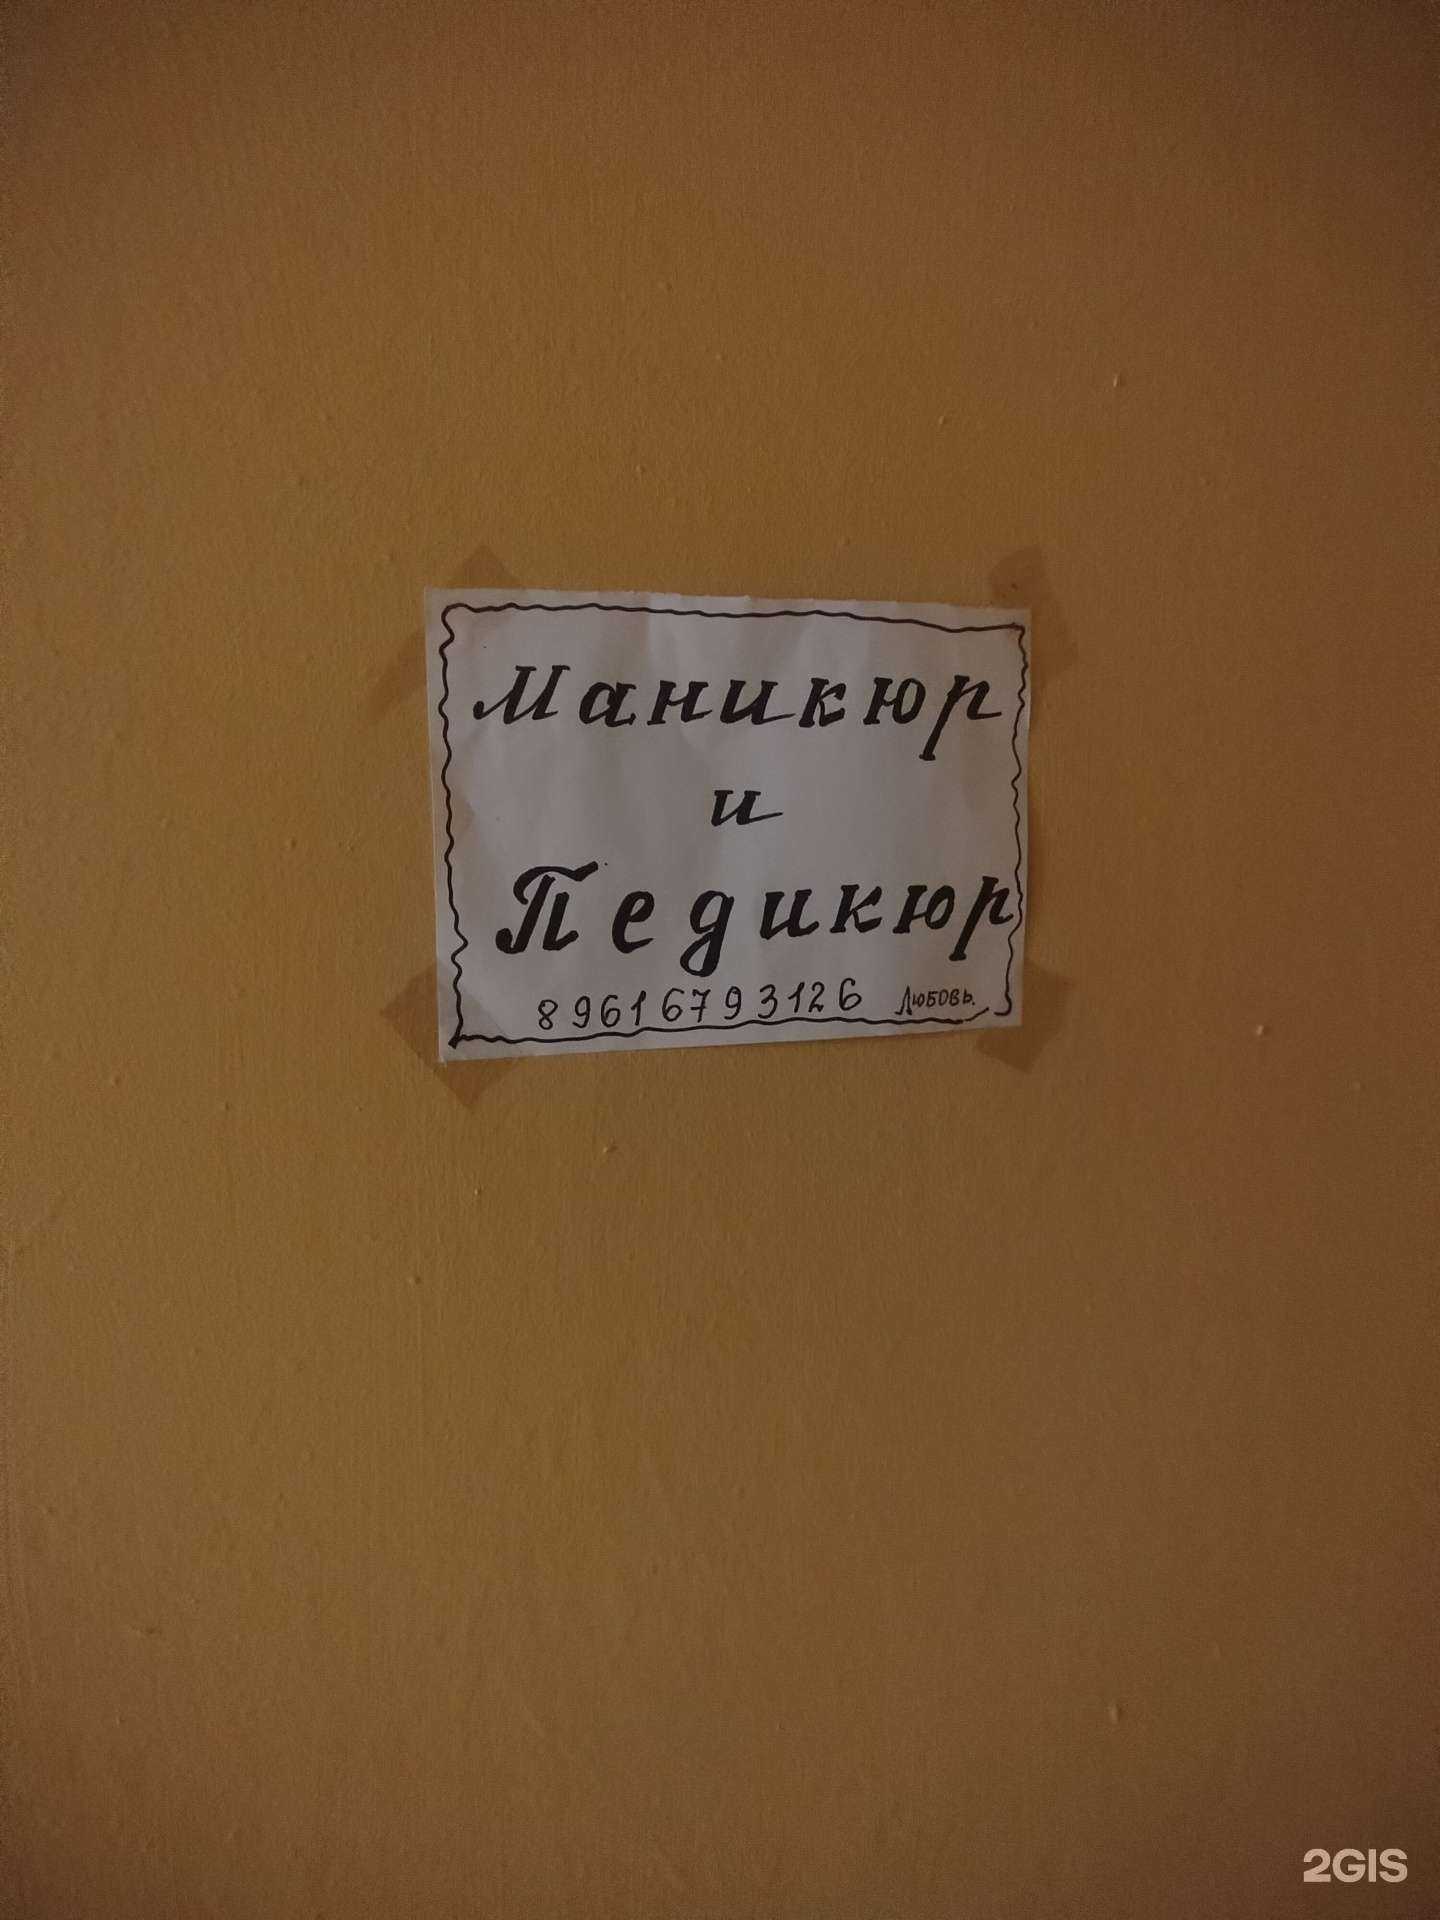 Маникюр
и
Педикюр
89616793126 Любовь.
2GIS